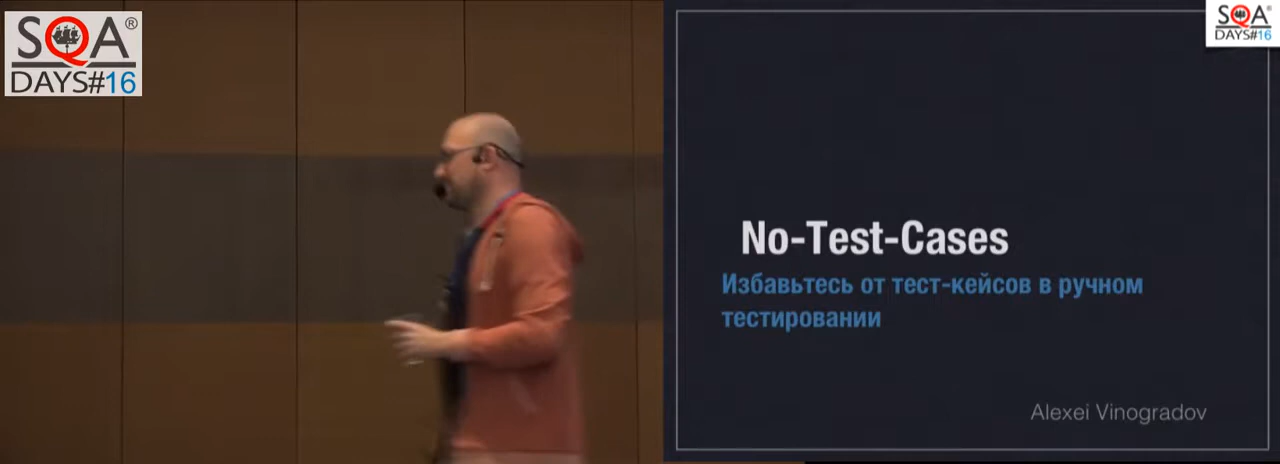 SQA®
DAYS#16
SQA®
DAYS#16
No-Test-Cases
Избавьтесь от тест-кейсов в ручном
тестировании
Alexei Vinogradov